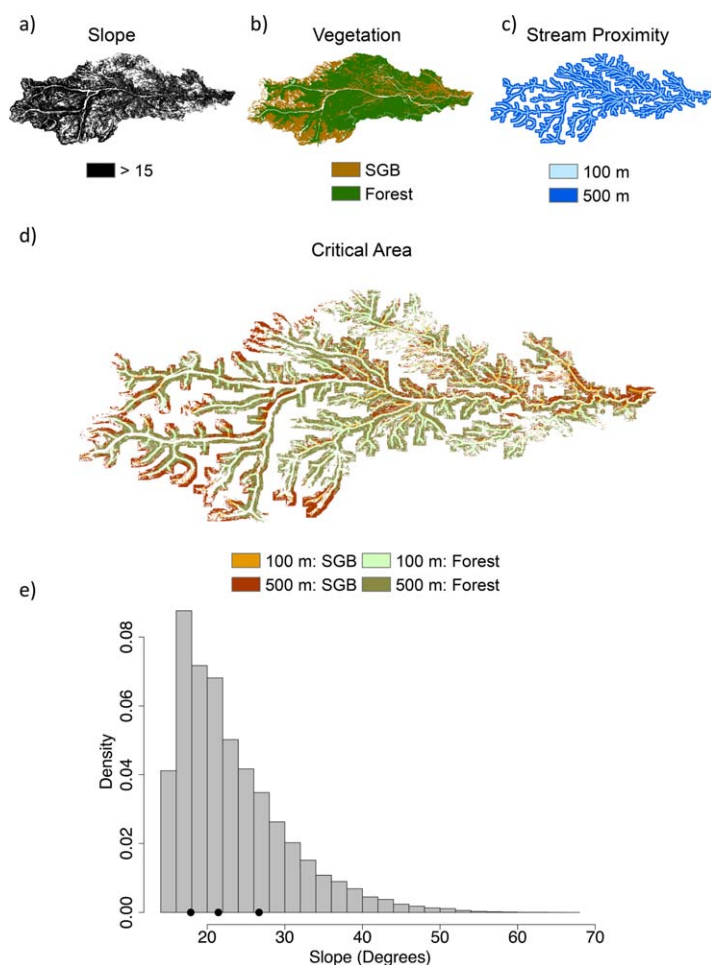 a)
Slope
> 15
b)
Vegetation
SGB
Forest
c)
Stream Proximity
100 m
500 m
d)
Critical Area
100 m: SGB
100 m: Forest
500 m: SGB
500 m: Forest
e)
Density
0.08
0.06
0.04
0.02
0.00
20
30
40
50
60
70
Slope (Degrees)